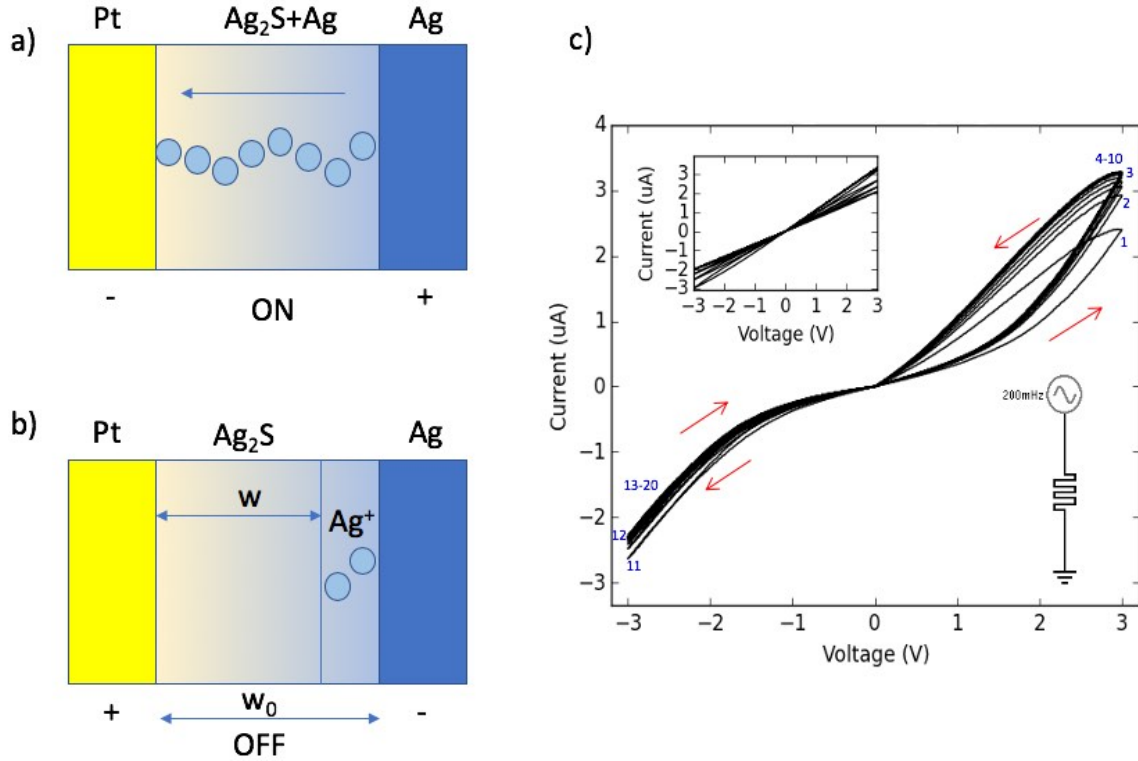 a)
Pt Ag₂S+Ag Ag
- ON +
b)
Pt Ag₂S Ag
w Ag⁺
+ w₀ -
OFF
c)
Current (uA)
4
3
2
1
0
−1
−2
−3
−3 −2 −1 0 1 2 3
Voltage (V)
Current (uA)
3
2
1
0
−1
−2
−3
−3 −2 −1 0 1 2 3
Voltage (V)
4-10
3
2
1
200mHz
13-20
12
11